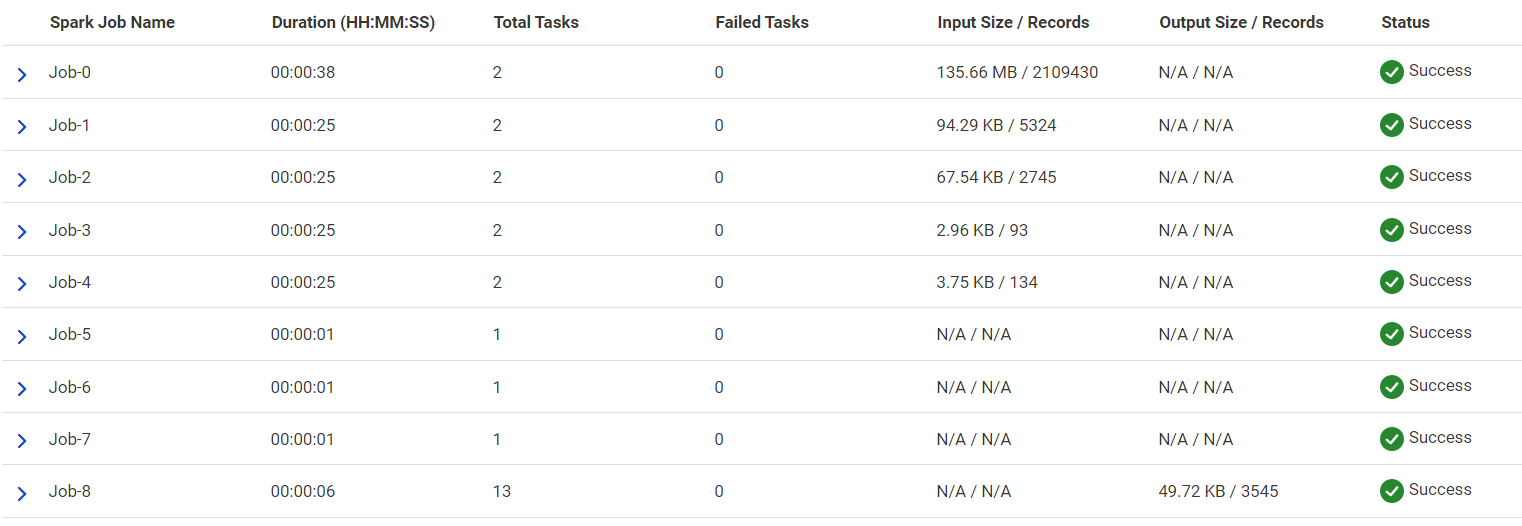 Spark Job Name Duration (HH:MM:SS) Total Tasks Failed Tasks Input Size / Records Output Size / Records Status
Job-0 00:00:38 2 0 135.66 MB / 2109430 N/A / N/A Success
Job-1 00:00:25 2 0 94.29 KB / 5324 N/A / N/A Success
Job-2 00:00:25 2 0 67.54 KB / 2745 N/A / N/A Success
Job-3 00:00:25 2 0 2.96 KB / 93 N/A / N/A Success
Job-4 00:00:25 2 0 3.75 KB / 134 N/A / N/A Success
Job-5 00:00:01 1 0 N/A / N/A N/A / N/A Success
Job-6 00:00:01 1 0 N/A / N/A N/A / N/A Success
Job-7 00:00:01 1 0 N/A / N/A N/A / N/A Success
Job-8 00:00:06 13 0 N/A / N/A 49.72 KB / 3545 Success